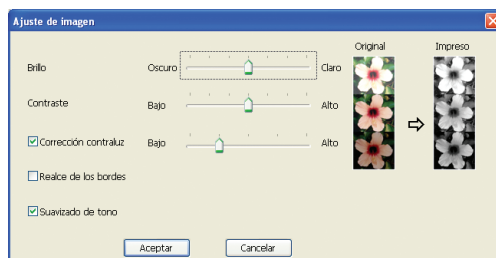 Ajuste de imagen
Original Impreso
Brillo Oscuro Claro
Contraste Bajo Alto
Corrección contraluz Bajo Alto
Realce de los bordes
Suavizado de tono
Aceptar Cancelar